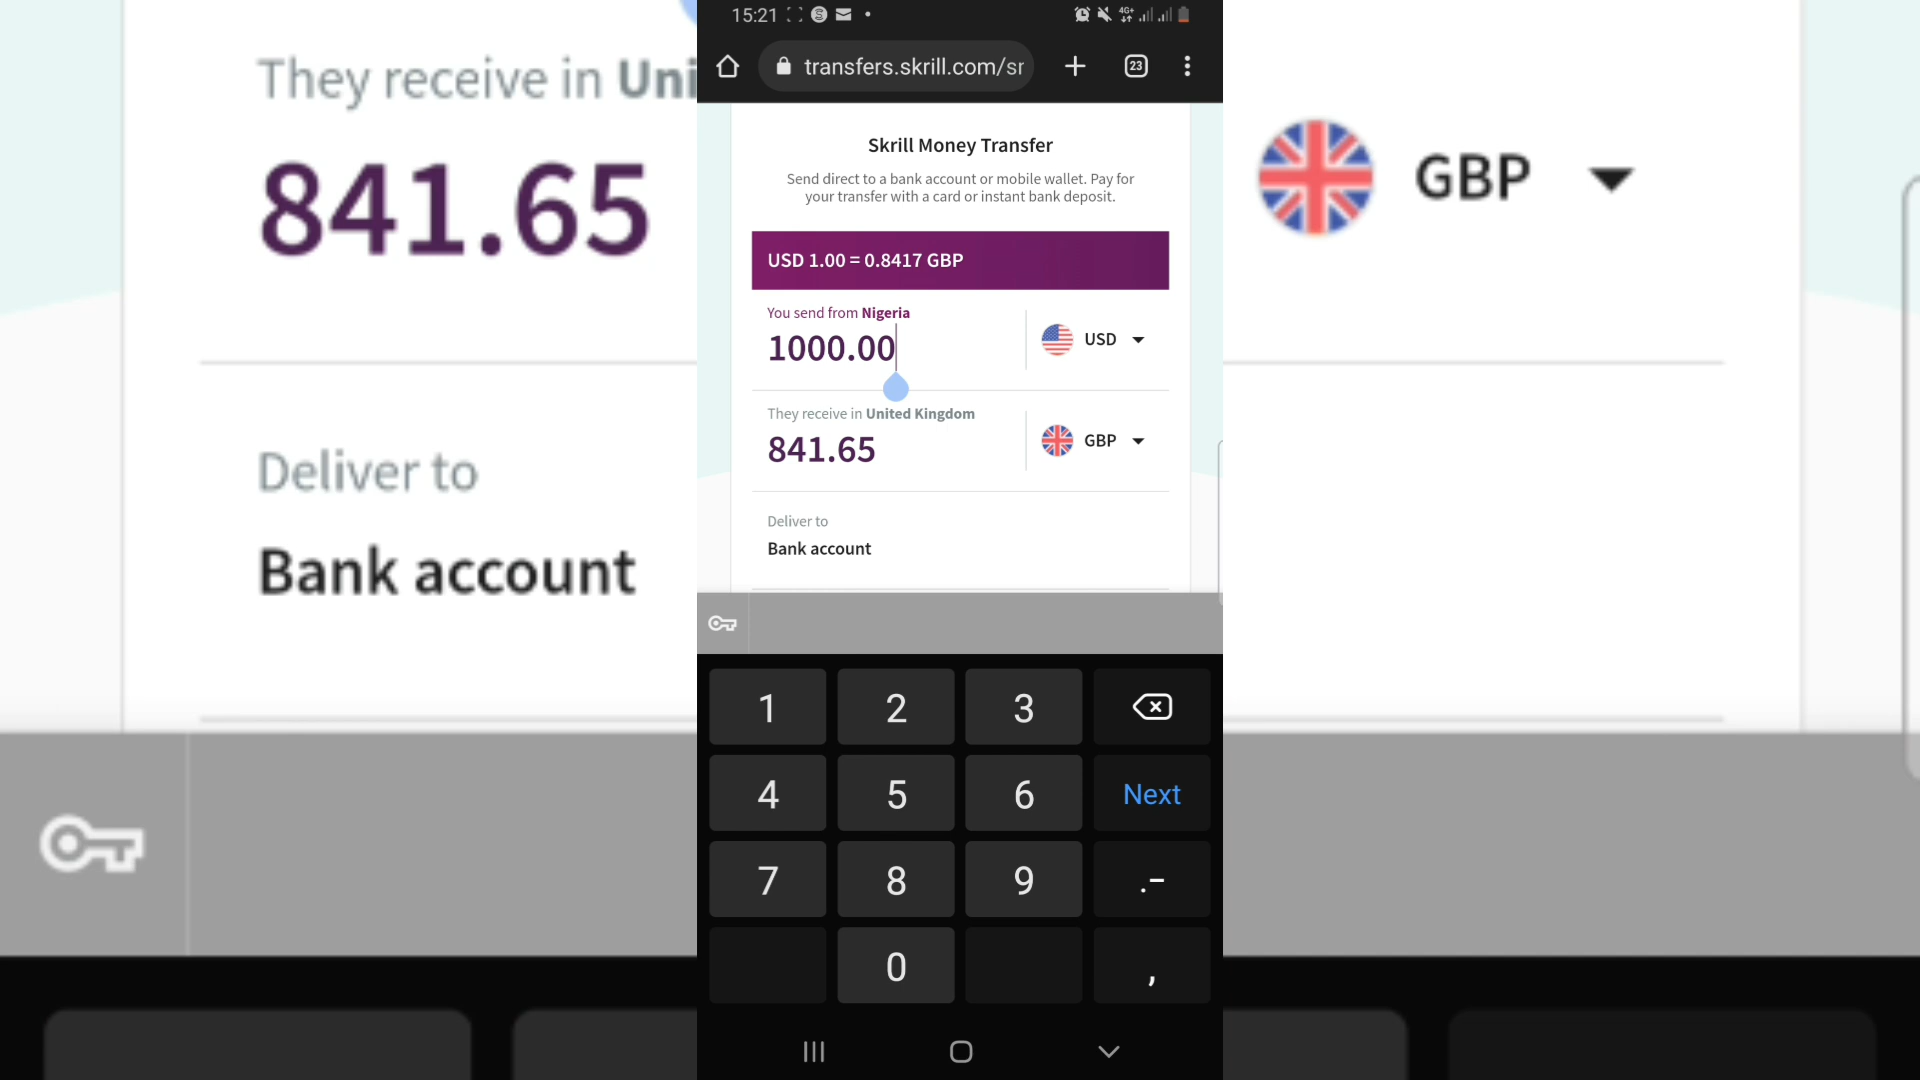 15:21
4G+
transfers.skrill.com/sr
23
Skrill Money Transfer
Send direct to a bank account or mobile wallet. Pay for
your transfer with a card or instant bank deposit.
USD 1.00 = 0.8417 GBP
You send from Nigeria
1000.00
USD
They receive in United Kingdom
841.65
GBP
Deliver to
Bank account
1 2 3
4 5 6 Next
7 8 9 .-
0 ,
They receive in Uni
841.65
GBP
Deliver to
Bank account